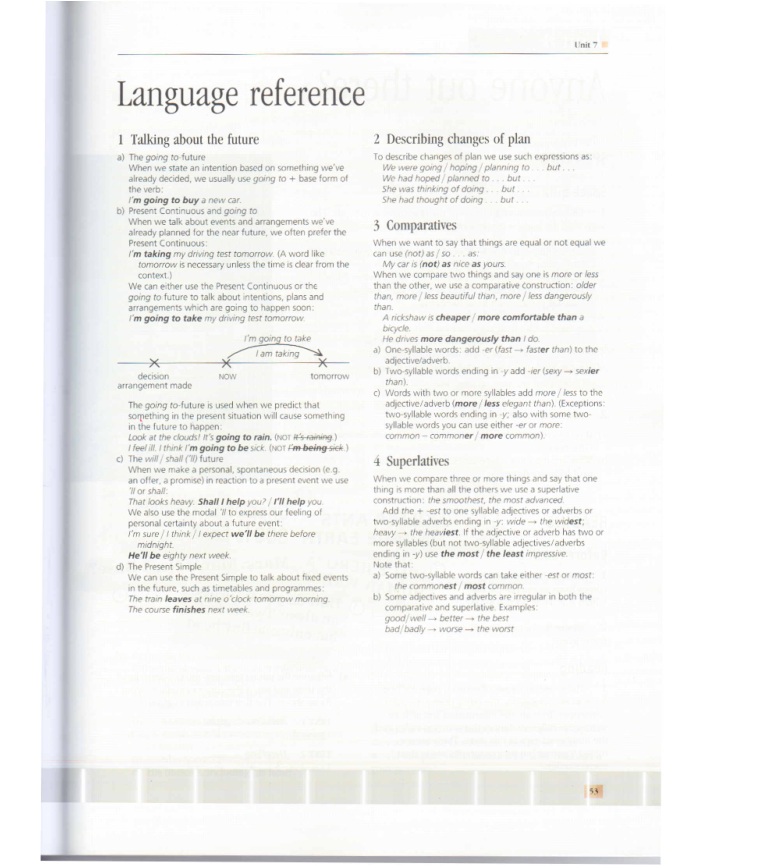 Unit 7
Language reference
1 Talking about the future
a) The going to-future
When we state an intention based on something we've
already decided, we usually use going to + base form of
the verb:
I'm going to buy a new car.
b) Present Continuous and going to
When we talk about events and arrangements we've
already planned for the near future, we often prefer the
Present Continuous:
I'm taking my driving test tomorrow. (A word like
tomorrow is necessary unless the time is clear from the
context.)
We can either use the Present Continuous or the
going to future to talk about intentions, plans and
arrangements which are going to happen soon:
I'm going to take my driving test tomorrow.
I'm going to take
I am taking
decision NOW tomorrow
arrangement made
The going to-future is used when we predict that
something in the present situation will cause something
in the future to happen:
Look at the clouds! It's going to rain. (NOT It's raining.)
I feel ill. I think I'm going to be sick. (NOT I'm being sick.)
c) The will / shall ('ll) future
When we make a personal, spontaneous decision (e.g.
an offer, a promise) in reaction to a present event we use
'll or shall:
That looks heavy. Shall I help you? / I'll help you.
We also use the modal 'll to express our feeling of
personal certainty about a future event:
I'm sure / I think / I expect we'll be there before
midnight.
He'll be eighty next week.
d) The Present Simple
We can use the Present Simple to talk about fixed events
in the future, such as timetables and programmes:
The train leaves at nine o'clock tomorrow morning.
The course finishes next week.
2 Describing changes of plan
To describe changes of plan we use such expressions as:
We were going / hoping / planning to . . . but . . .
We had hoped / planned to . . . but . . .
She was thinking of doing . . . but . . .
She had thought of doing . . . but . . .
3 Comparatives
When we want to say that things are equal or not equal we
can use (not) as / so . . . as:
My car is (not) as nice as yours.
When we compare two things and say one is more or less
than the other, we use a comparative construction: older
than, more / less beautiful than, more / less dangerously
than.
A rickshaw is cheaper / more comfortable than a
bicycle.
He drives more dangerously than I do.
a) One-syllable words: add -er (fast → faster than) to the
adjective/adverb.
b) Two-syllable words ending in -y add -ier (sexy → sexier
than).
c) Words with two or more syllables add more / less to the
adjective/adverb (more / less elegant than). (Exceptions:
two-syllable words ending in -y; also with some two-
syllable words you can use either -er or more:
common – commoner / more common).
4 Superlatives
When we compare three or more things and say that one
thing is more than all the others we use a superlative
construction: the smoothest, the most advanced.
Add the + -est to one syllable adjectives or adverbs or
two-syllable adverbs ending in -y: wide → the widest;
heavy → the heaviest. If the adjective or adverb has two or
more syllables (but not two-syllable adjectives/adverbs
ending in -y) use the most / the least impressive.
Note that:
a) Some two-syllable words can take either -est or most:
the commonest / most common.
b) Some adjectives and adverbs are irregular in both the
comparative and superlative. Examples:
good/well → better → the best
bad/badly → worse → the worst
53